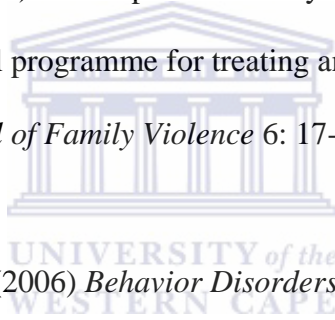 l programme for treating an
l of Family Violence 6: 17-
UNIVERSITY of the
(2006) Behavior Disorders
WESTERN CAPE